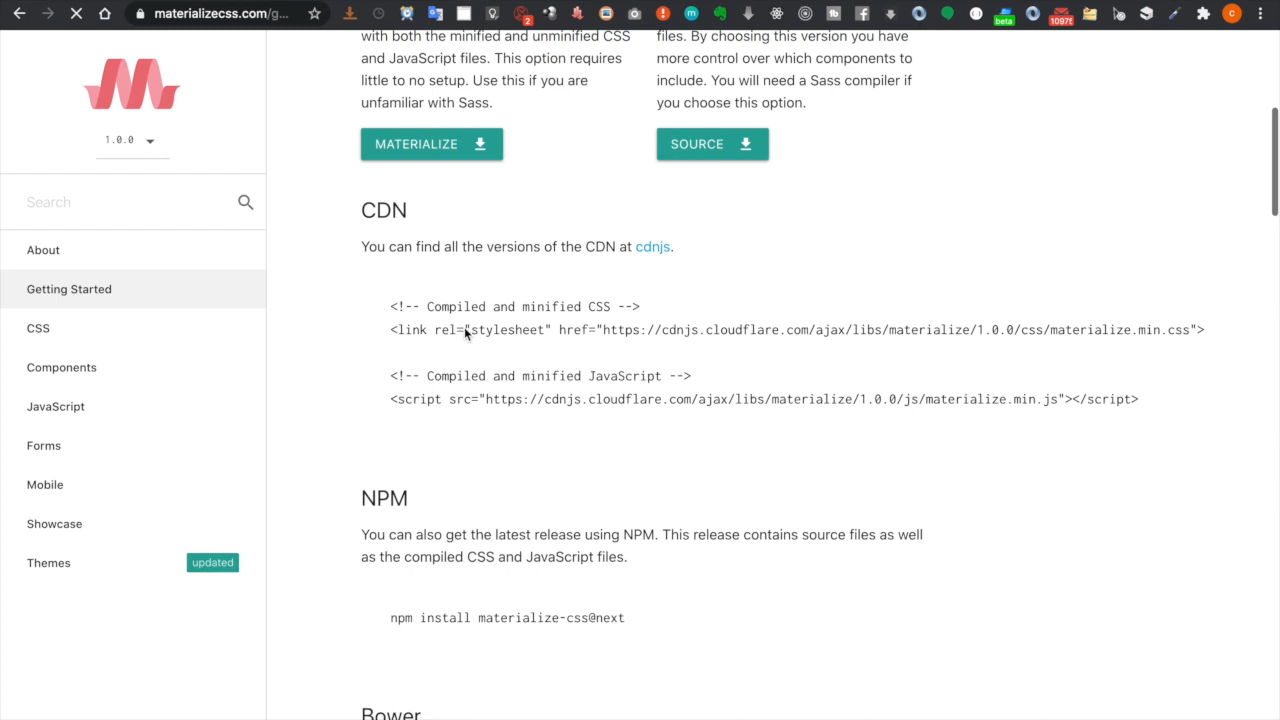 materializecss.com/g...
2
beta
1097€
C
with both the minified and unminified CSS
and JavaScript files. This option requires
little to no setup. Use this if you are
unfamiliar with Sass.
MATERIALIZE
files. By choosing this version you have
more control over which components to
include. You will need a Sass compiler if
you choose this option.
SOURCE
1.0.0
Search
About
Getting Started
CSS
Components
JavaScript
Forms
Mobile
Showcase
Themes
updated
CDN
You can find all the versions of the CDN at cdnjs.
<!-- Compiled and minified CSS -->
<link rel="stylesheet" href="https://cdnjs.cloudflare.com/ajax/libs/materialize/1.0.0/css/materialize.min.css">
<!-- Compiled and minified JavaScript -->
<script src="https://cdnjs.cloudflare.com/ajax/libs/materialize/1.0.0/js/materialize.min.js"></script>
NPM
You can also get the latest release using NPM. This release contains source files as well
as the compiled CSS and JavaScript files.
npm install materialize-css@next
Bower